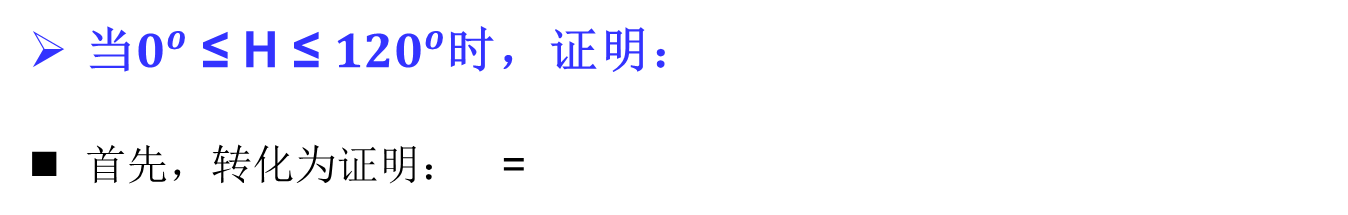 ➢ 当0ᵒ ≤ H ≤ 120ᵒ时，证明：
■ 首先，转化为证明： =